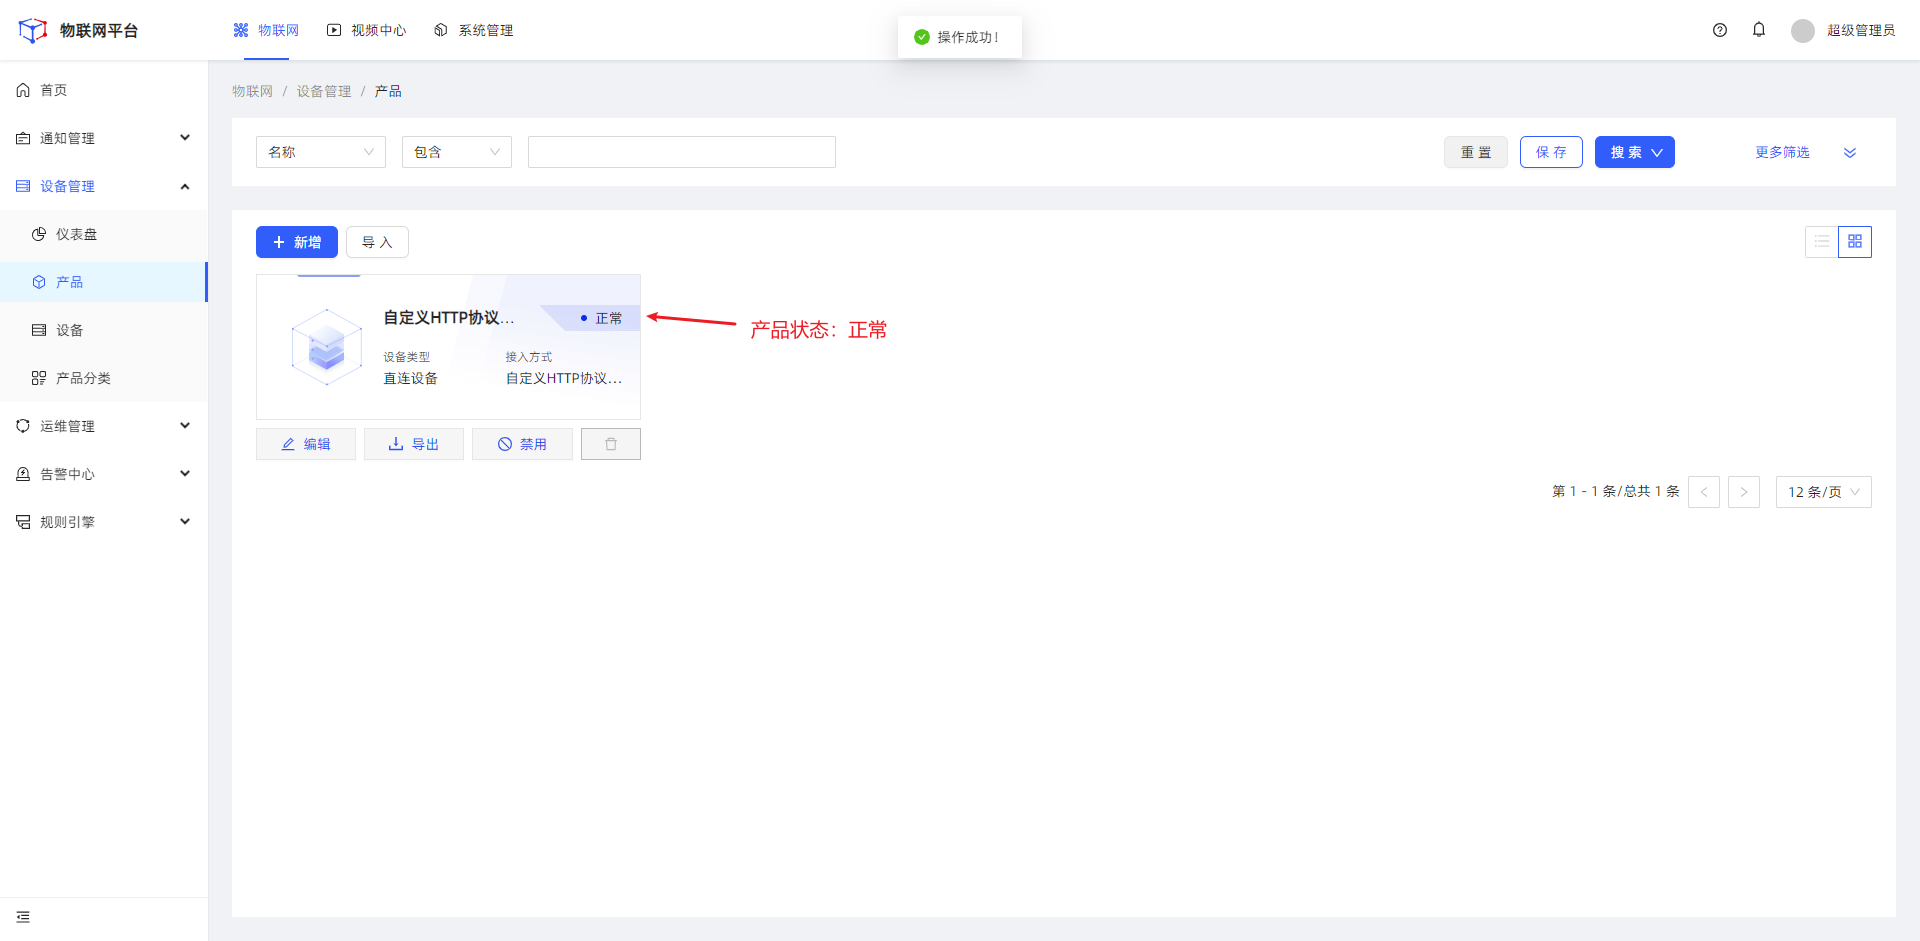 物联网平台
物联网 视频中心 系统管理
操作成功!
超级管理员
首页
通知管理
设备管理
仪表盘
产品
设备
产品分类
运维管理
告警中心
规则引擎
物联网 / 设备管理 / 产品
名称 包含 重 置 保 存 搜 索 更多筛选
新增 导 入
自定义HTTP协议... 正常
产品状态：正常
设备类型 接入方式
直连设备 自定义HTTP协议...
编辑 导出 禁用
第 1 - 1 条/总共 1 条 < > 12 条/页